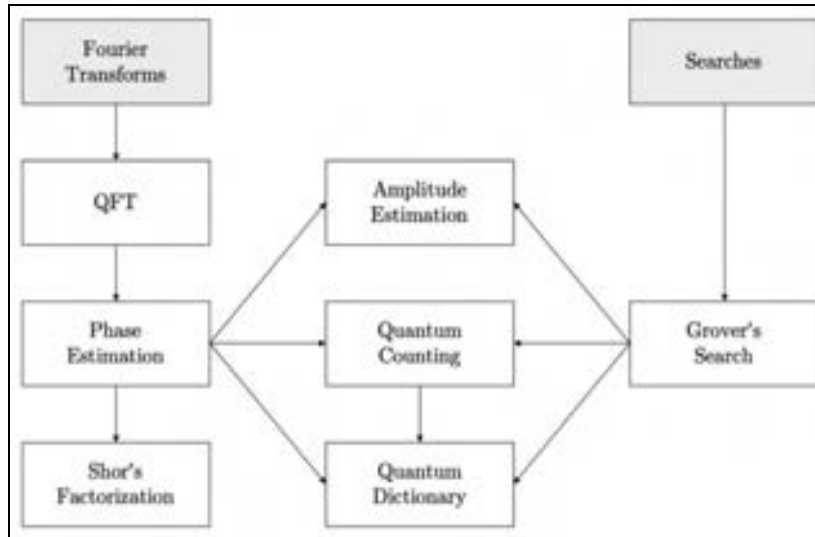 Fourier
Transforms
Searches
QFT
Amplitude
Estimation
Phase
Estimation
Quantum
Counting
Grover's
Search
Shor's
Factorization
Quantum
Dictionary